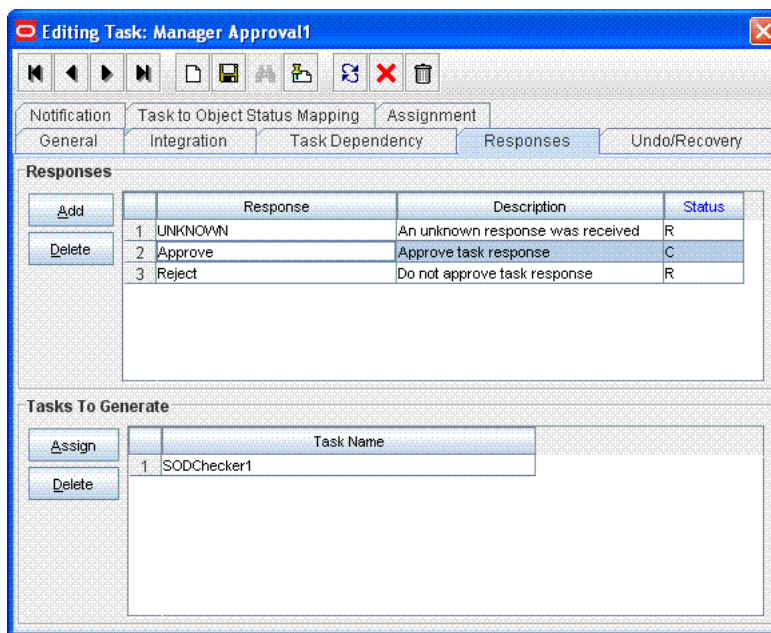 Editing Task: Manager Approval1
Notification Task to Object Status Mapping Assignment
General Integration Task Dependency Responses Undo/Recovery
Responses
Add
Delete
Response Description Status
1 UNKNOWN An unknown response was received R
2 Approve Approve task response C
3 Reject Do not approve task response R
Tasks To Generate
Assign
Delete
Task Name
1 SODChecker1